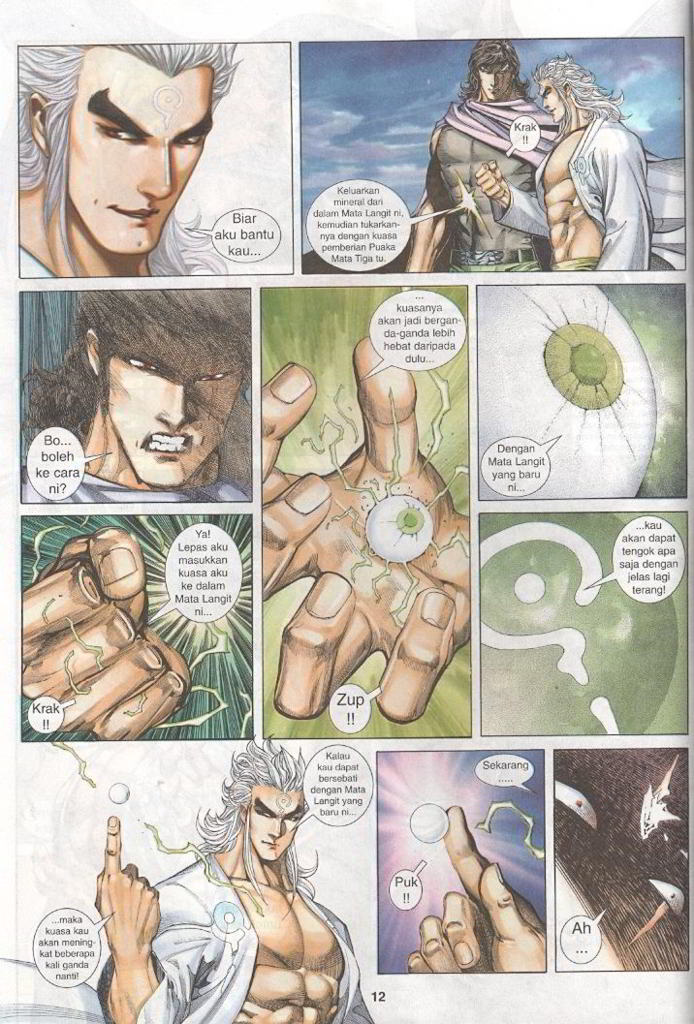 Biar
aku bantu
kau...
Krak
!!
Keluarkan
mineral dari
dalam Mata Langit ni,
kemudian tukarkan-
nya dengan kuasa
pemberian Puaka
Mata Tiga tu.
Bo...
boleh
ke cara
ni?
Ya!
Lepas aku
masukkan
kuasa aku
ke dalam
Mata Langit
ni...
Krak
!!
...
kuasanya
akan jadi bergan-
da-ganda lebih
hebat daripada
dulu...
Zup
!!
Dengan
Mata Langit
yang baru
ni...
...kau
akan dapat
tengok apa
saja dengan
jelas lagi
terang!
Kalau
kau dapat
bersebati
dengan Mata
Langit yang
baru ni...
...maka
kuasa kau
akan mening-
kat beberapa
kali ganda
nanti!
Sekarang
.....
Puk
!!
Ah
...
12